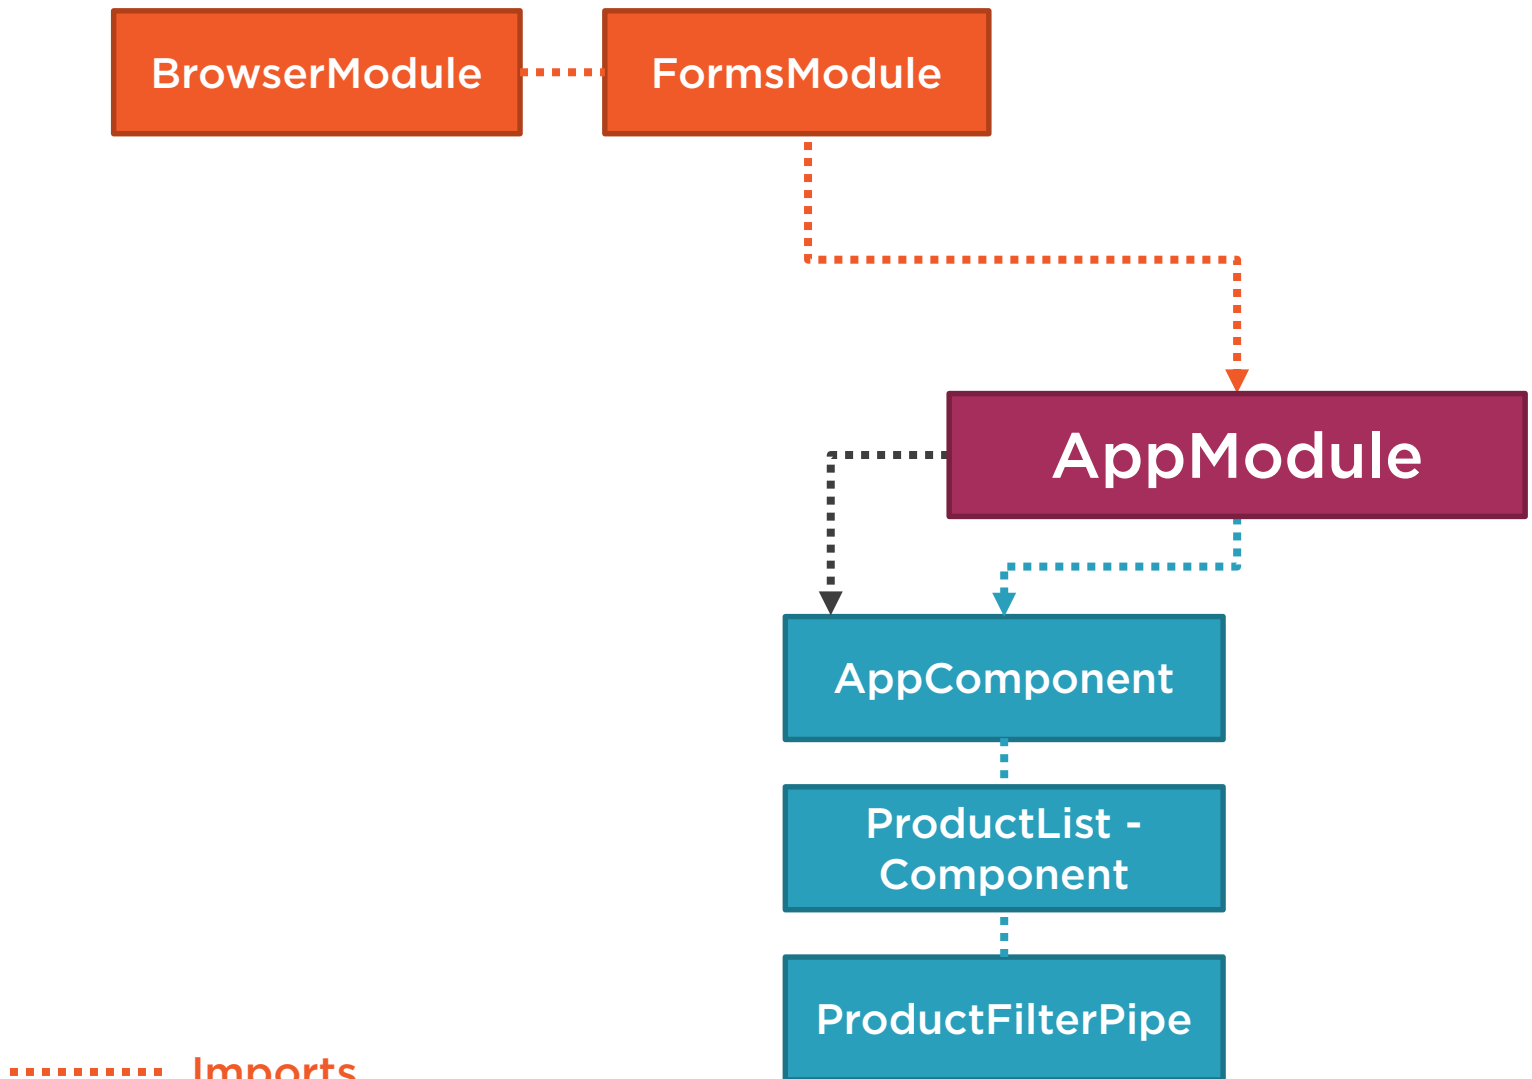 BrowserModule
FormsModule
AppModule
AppComponent
ProductList -
Component
ProductFilterPipe
Imports